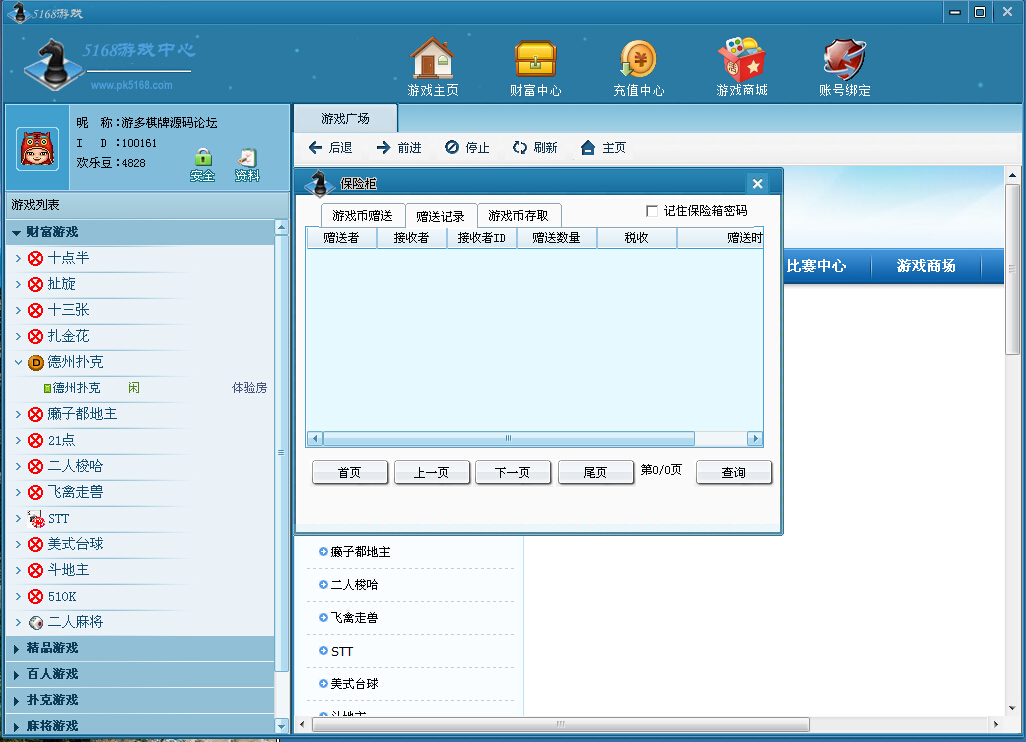 5168游戏
5168游戏中心
www.pk5168.com
游戏主页
财富中心
充值中心
游戏商城
账号绑定
昵 称:游多棋牌源码论坛
I D :100161
欢乐豆:4828
安全
资料
游戏列表
财富游戏
十点半
扯旋
十三张
扎金花
德州扑克
德州扑克 闲 体验房
癞子都地主
21点
二人梭哈
飞禽走兽
STT
美式台球
斗地主
510K
二人麻将
精品游戏
百人游戏
扑克游戏
麻将游戏
游戏广场
后退 前进 停止 刷新 主页
保险柜
游戏币赠送 赠送记录 游戏币存取
记住保险箱密码
赠送者 接收者 接收者ID 赠送数量 税收 赠送时
首页 上一页 下一页 尾页 第0/0页 查询
比赛中心 游戏商场
癞子都地主
二人梭哈
飞禽走兽
STT
美式台球
斗地主